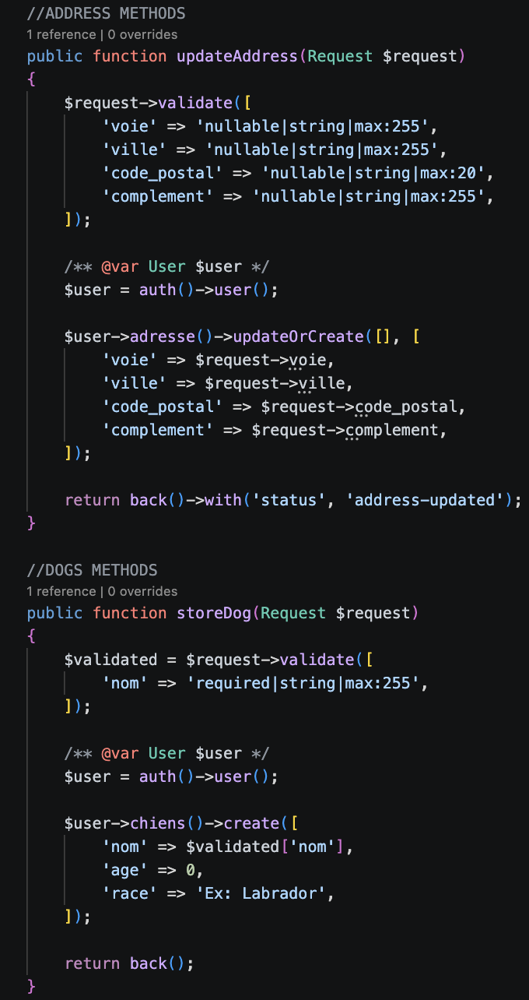 //ADDRESS METHODS
1 reference | 0 overrides
public function updateAddress(Request $request)
{
    $request->validate([
        'voie' => 'nullable|string|max:255',
        'ville' => 'nullable|string|max:255',
        'code_postal' => 'nullable|string|max:20',
        'complement' => 'nullable|string|max:255',
    ]);

    /** @var User $user */
    $user = auth()->user();

    $user->adresse()->updateOrCreate([], [
        'voie' => $request->voie,
        'ville' => $request->ville,
        'code_postal' => $request->code_postal,
        'complement' => $request->complement,
    ]);

    return back()->with('status', 'address-updated');
}

//DOGS METHODS
1 reference | 0 overrides
public function storeDog(Request $request)
{
    $validated = $request->validate([
        'nom' => 'required|string|max:255',
    ]);

    /** @var User $user */
    $user = auth()->user();

    $user->chiens()->create([
        'nom' => $validated['nom'],
        'age' => 0,
        'race' => 'Ex: Labrador',
    ]);

    return back();
}